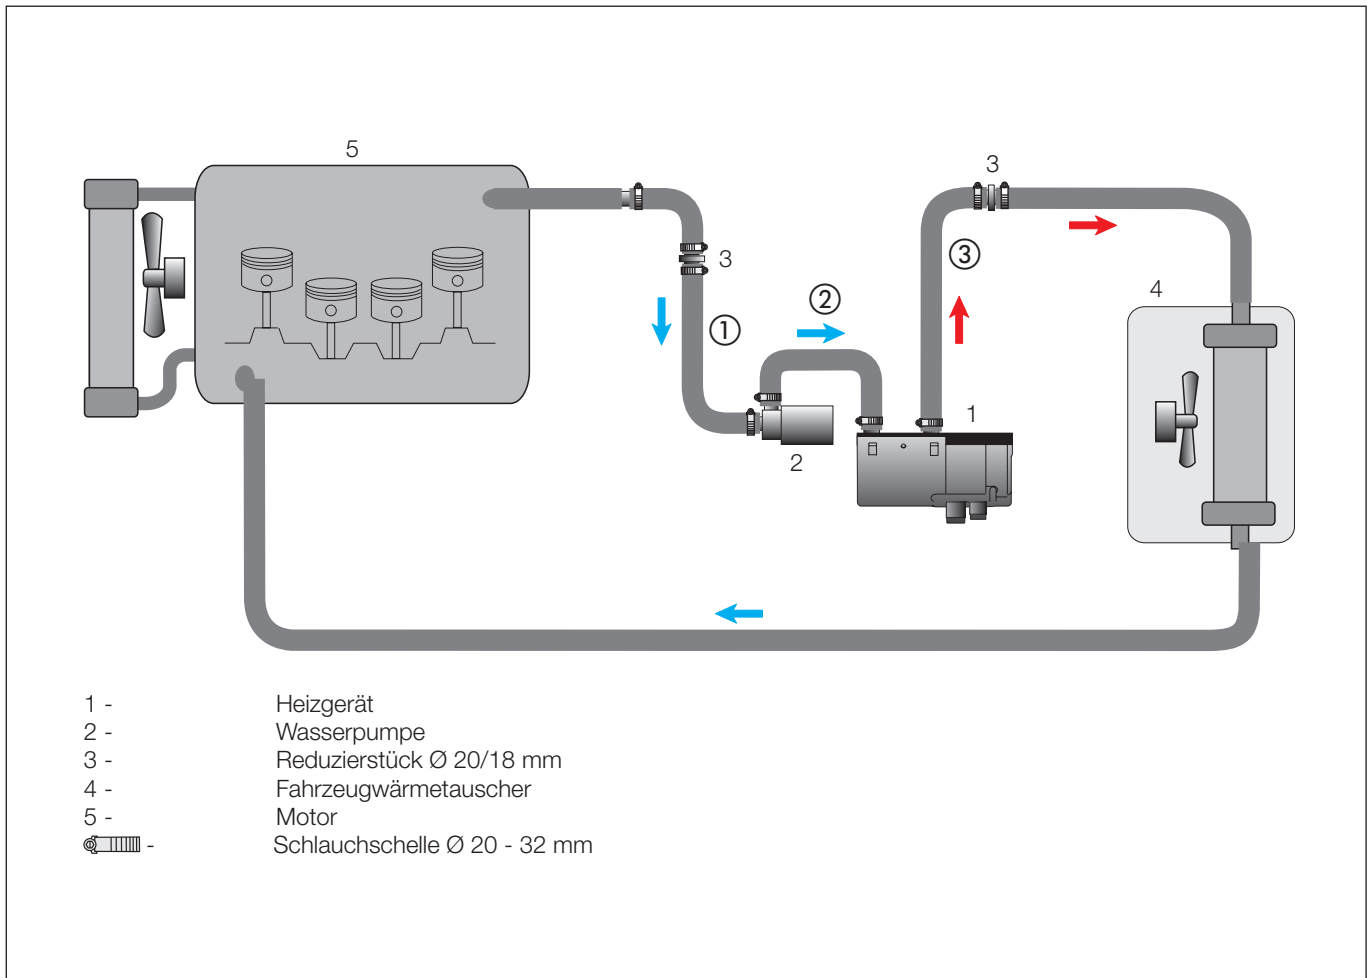 5
3
3
③
4
②
3
①
1
2
1 - Heizgerät
2 - Wasserpumpe
3 - Reduzierstück Ø 20/18 mm
4 - Fahrzeugwärmetauscher
5 - Motor
- Schlauchschelle Ø 20 - 32 mm